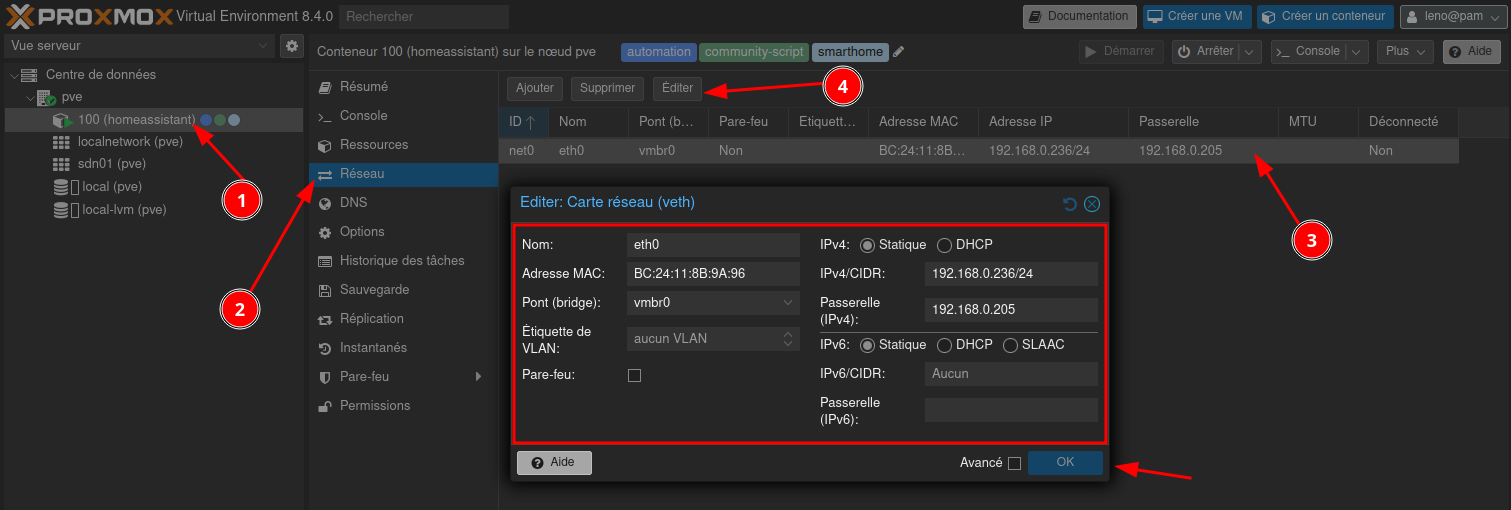 PROXMOX Virtual Environment 8.4.0 Rechercher Documentation Créer une VM Créer un conteneur leno@pam
Vue serveur
Conteneur 100 (homeassistant) sur le nœud pve automation community-script smarthome Démarrer Arrêter Console Plus Aide
Centre de données
pve
100 (homeassistant)
localnetwork (pve)
sdn01 (pve)
local (pve)
local-lvm (pve)
1
Résumé
Console
Ressources
Réseau
DNS
Options
Historique des tâches
Sauvegarde
Réplication
Instantanés
Pare-feu
Permissions
2
Ajouter Supprimer Éditer
4
ID Nom Pont (b... Pare-feu Etiquett... Adresse MAC Adresse IP Passerelle MTU Déconnecté
net0 eth0 vmbr0 Non BC:24:11:8B... 192.168.0.236/24 192.168.0.205 Non
3
Editer: Carte réseau (veth)
Nom: eth0
Adresse MAC: BC:24:11:8B:9A:96
Pont (bridge): vmbr0
Étiquette de
VLAN: aucun VLAN
Pare-feu:
IPv4: Statique DHCP
IPv4/CIDR: 192.168.0.236/24
Passerelle
(IPv4): 192.168.0.205
IPv6: Statique DHCP SLAAC
IPv6/CIDR: Aucun
Passerelle
(IPv6):
Aide Avancé OK